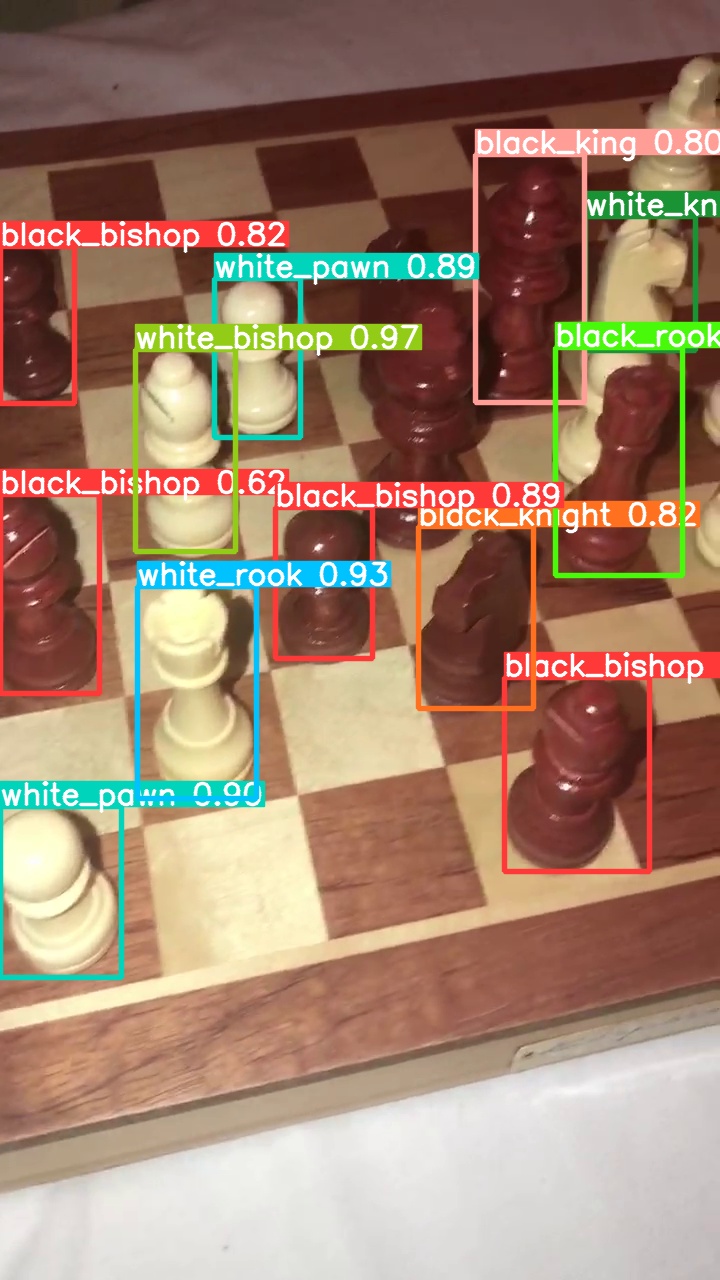 black_king 0.80
white_kn
black_bishop 0.82
white_pawn 0.89
white_bishop 0.97
black_rook
black_bishop 0.62
black_bishop 0.89
black_knight 0.82
white_rook 0.93
black_bishop
white_pawn 0.90